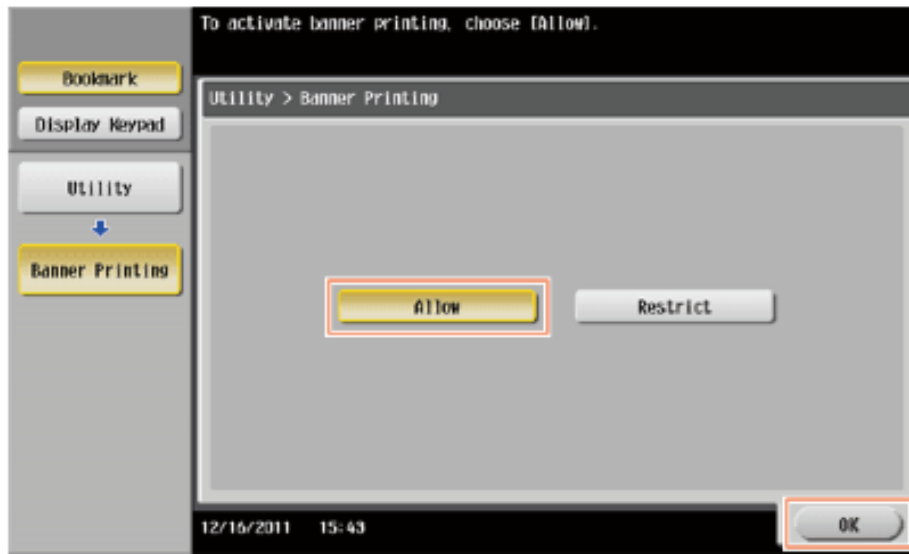 To activate banner printing, choose [Allow].
Bookmark
Utility > Banner Printing
Display Keypad
Utility
Banner Printing
Allow
Restrict
12/16/2011 15:43
OK